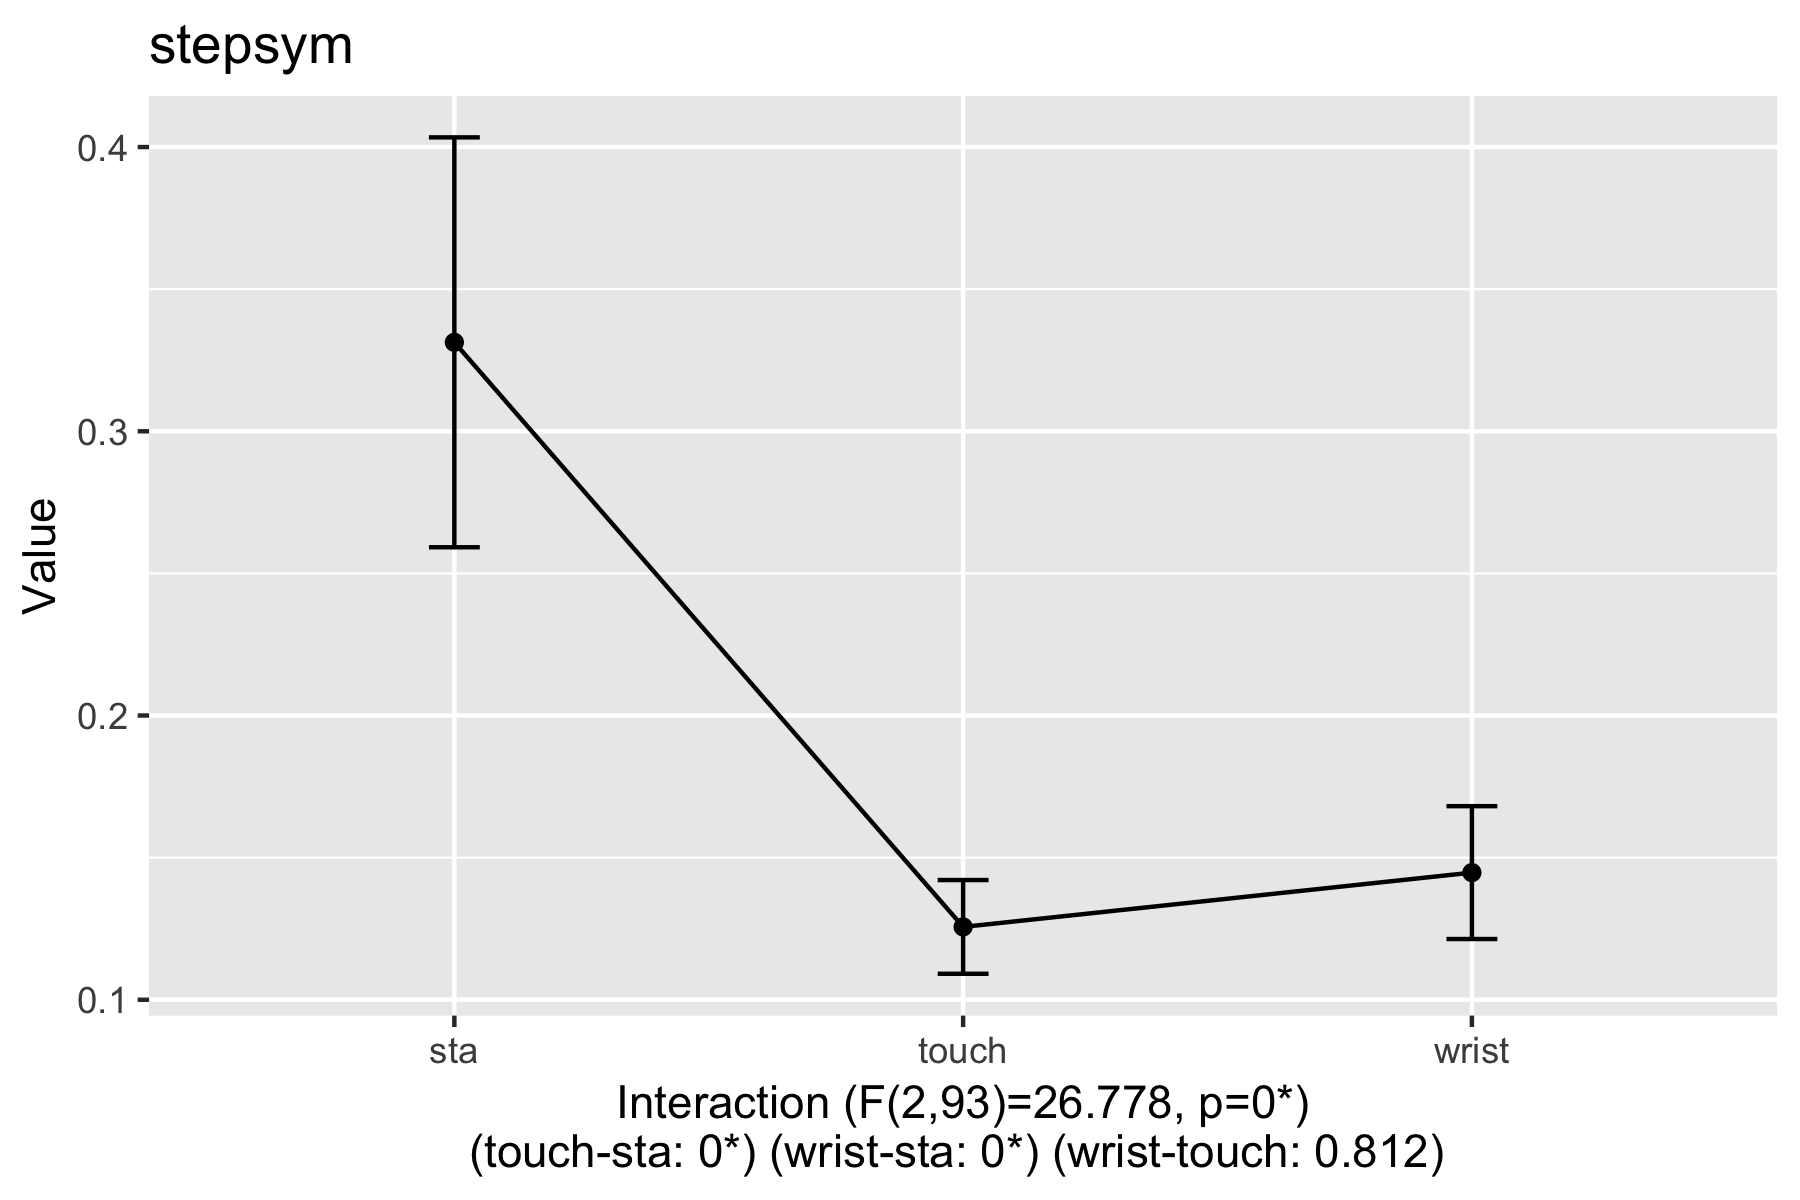 stepsym
0.4
0.3
0.2
0.1
Value
sta touch wrist
Interaction (F(2,93)=26.778, p=0*)
(touch-sta: 0*) (wrist-sta: 0*) (wrist-touch: 0.812)